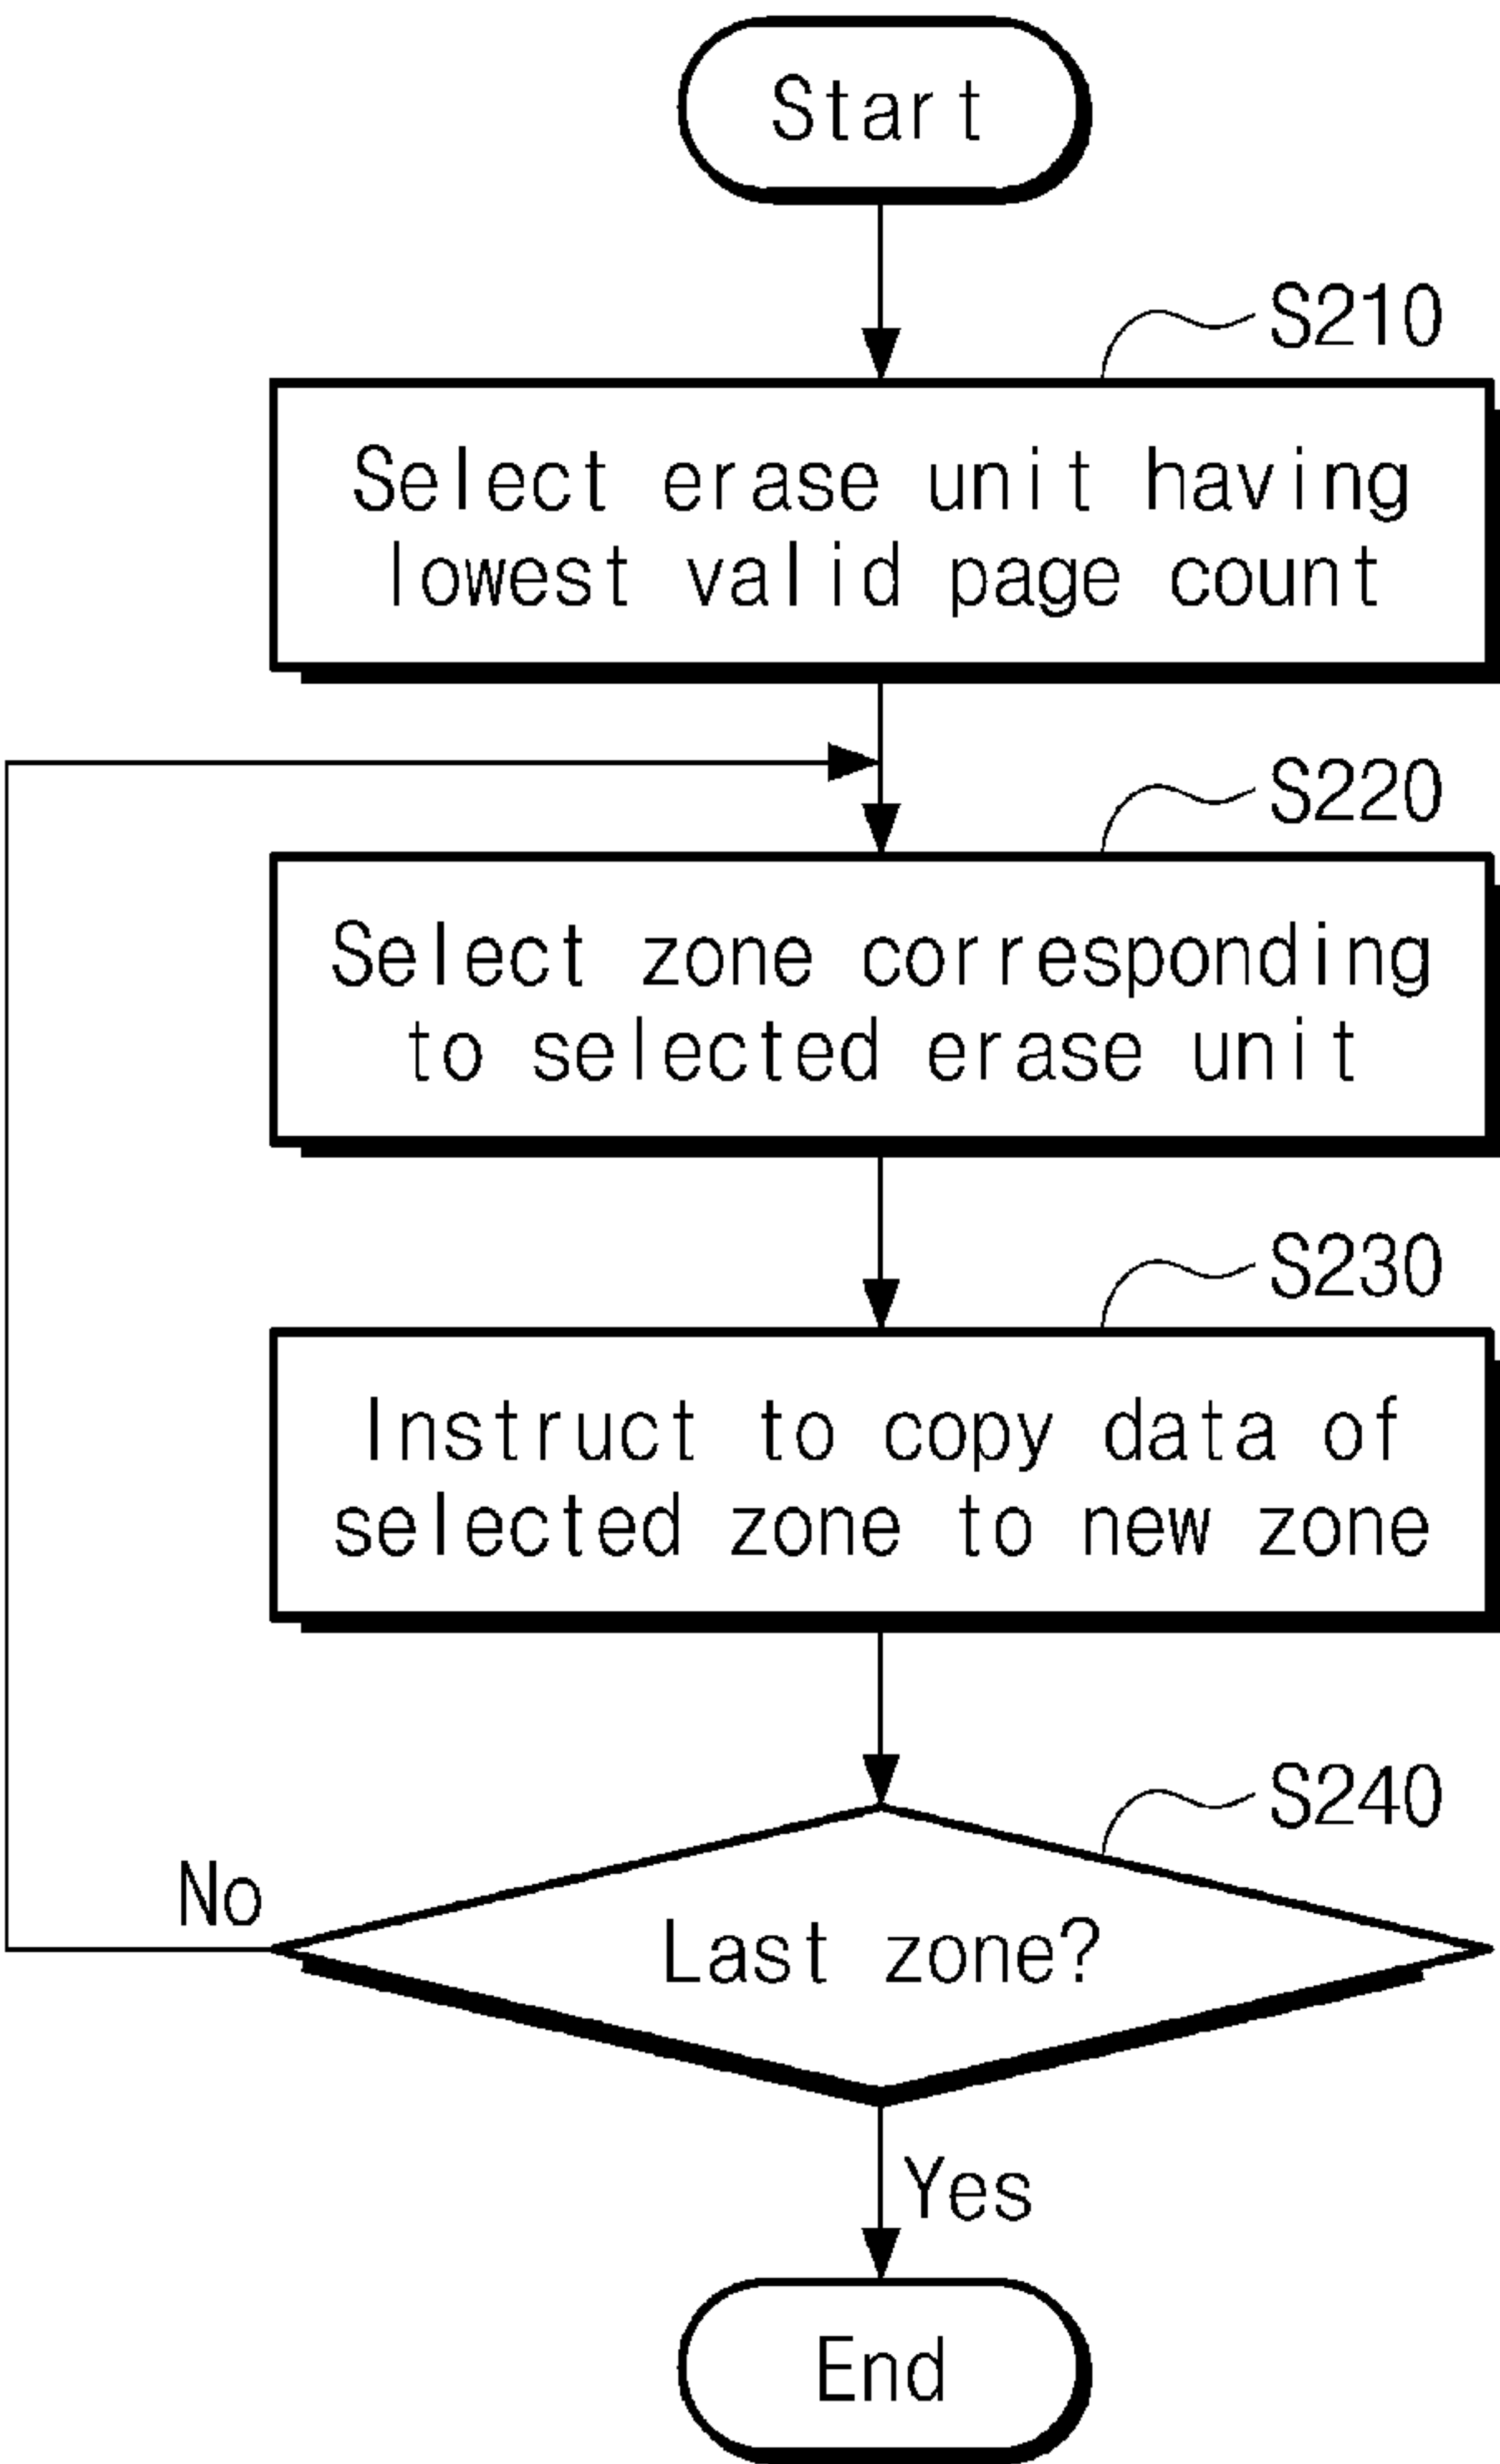 Start
S210
Select erase unit having
lowest valid page count
S220
Select zone corresponding
to selected erase unit
S230
Instruct to copy data of
selected zone to new zone
S240
No
Last zone?
Yes
End